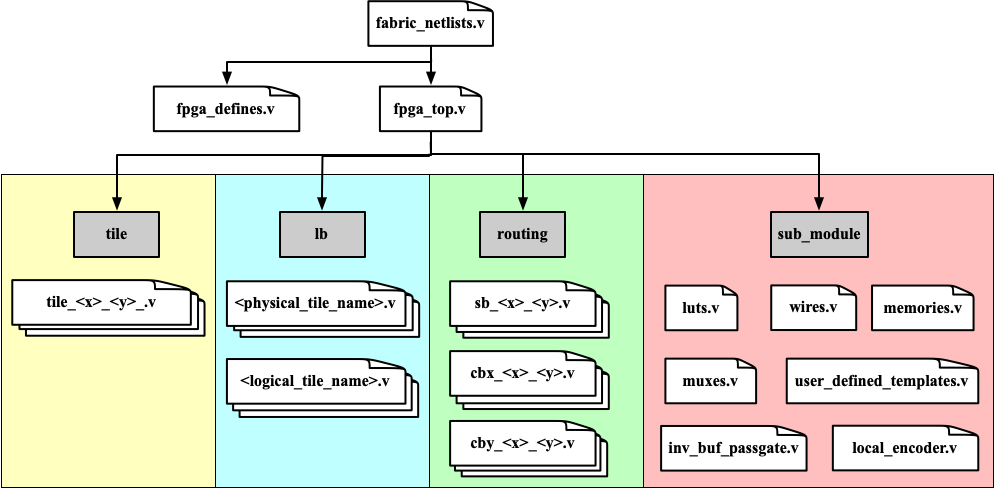 fabric_netlists.v
fpga_defines.v
fpga_top.v
tile
lb
routing
sub_module
tile_<x>_<y>_.v
<physical_tile_name>.v
<logical_tile_name>.v
sb_<x>_<y>.v
cbx_<x>_<y>.v
cby_<x>_<y>.v
luts.v
wires.v
memories.v
muxes.v
user_defined_templates.v
inv_buf_passgate.v
local_encoder.v